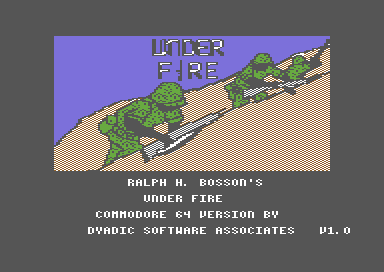 UNDER
FIRE
RALPH H. BOSSON'S
UNDER FIRE
COMMODORE 64 VERSION BY
DYADIC SOFTWARE ASSOCIATES V1.0